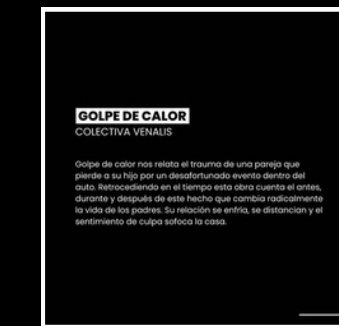 GOLPE DE CALOR
COLECTIVA VENALIS
Golpe de calor nos relata el trauma de una pareja que
pierde a su hijo por un desafortunado evento dentro del
auto. Retrocediendo en el tiempo esta obra cuenta el antes,
durante y después de este hecho que cambia radicalmente
la vida de los padres. Su relación se enfría, se distancian y el
sentimiento de culpa sofoca la casa.